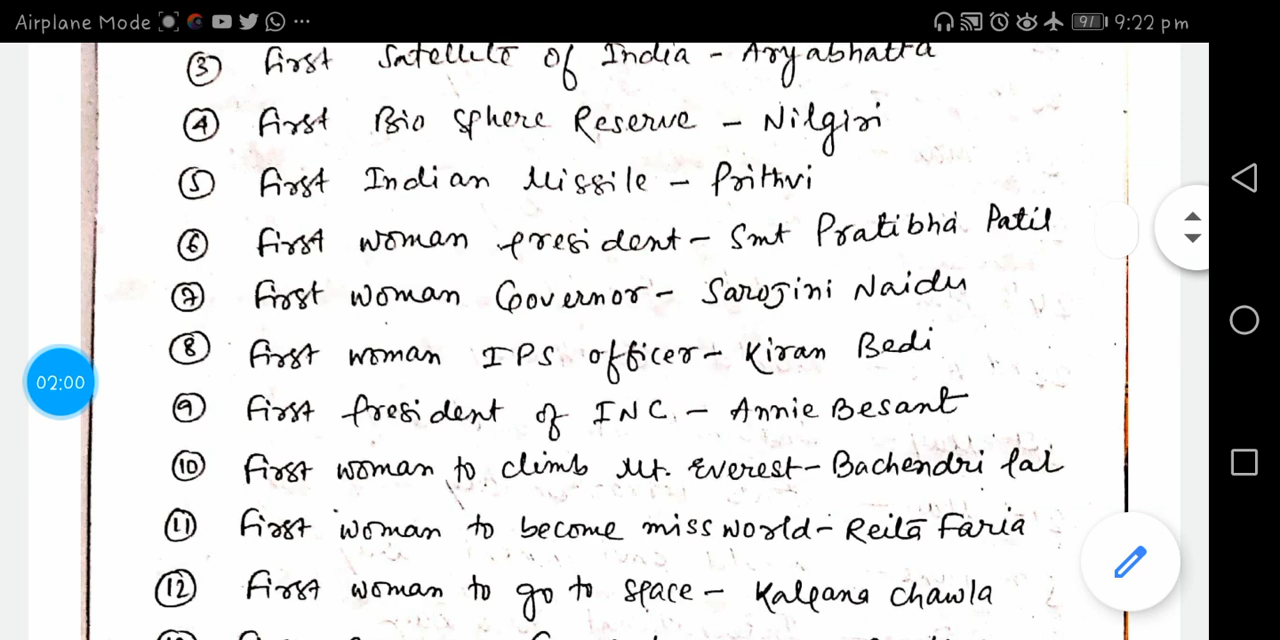 Airplane Mode ... 91 9:22 pm
③ First Satellite of India - Aryabhatta
④ First Bio Sphere Reserve - Nilgiri
⑤ First Indian Missile - Prithvi
⑥ First woman president - Smt Pratibha Patil
⑦ First woman Governor - Sarojini Naidu
⑧ First woman IPS officer - Kiran Bedi
02:00
⑨ First president of INC - Annie Besant
⑩ First woman to climb Mt. Everest - Bachendri Pal
⑪ First woman to become miss world - Reita Faria
⑫ First woman to go to space - Kalpana Chawla